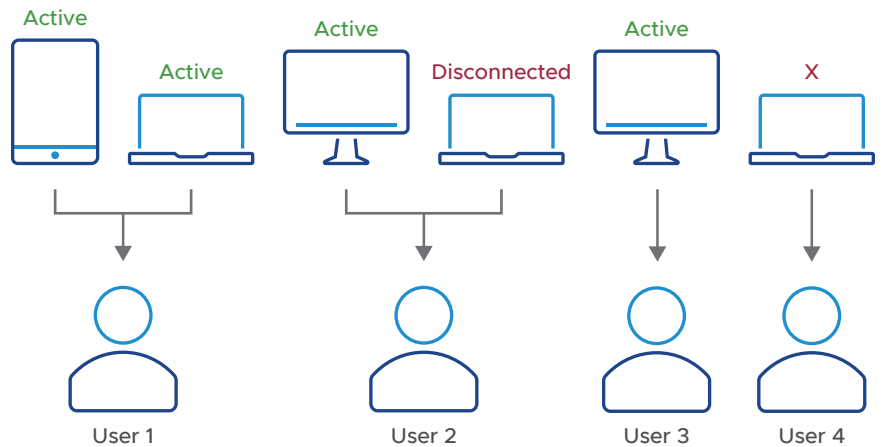 Active
Active
Active
Disconnected
Active
X
User 1
User 2
User 3
User 4